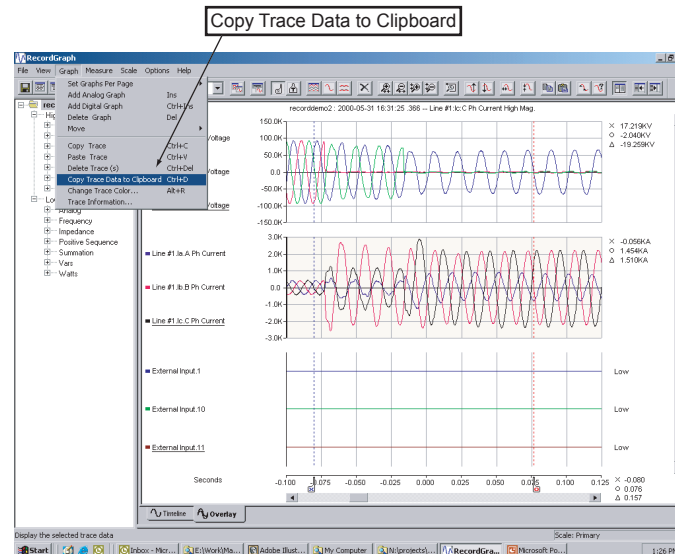 Copy Trace Data to Clipboard
RecordGraph
File View Graph Measure Scale Options Help
Set Graphs Per Page
Add Analog Graph Ins
Add Digital Graph Ctrl+Ins
Delete Graph Del
Move
Copy Trace Ctrl+C
Paste Trace Ctrl+V
Delete Trace (s) Ctrl+Del
Copy Trace Data to Clipboard Ctrl+D
Change Trace Color... Alt+R
Trace Information...
Analog
Frequency
Impedance
Positive Sequence
Summation
Vars
Watts
recorddemo2 : 2000-05-31 16:31:25 .366 -- Line #1:Ic:C Ph Current High Mag.
Voltage
Voltage
150.0K
100.0K
50.0K
0.0
-50.0K
-100.0K
-150.0K
× 17.219KV
○ -2.040KV
Δ -19.259KV
Line #1.Ia.A Ph Current
Line #1.Ib.B Ph Current
Line #1.Ic.C Ph Current
3.0K
2.0K
1.0K
0.0
-1.0K
-2.0K
-3.0K
× -0.056KA
○ 1.454KA
Δ 1.510KA
External Input.1 Low
External Input.10 Low
External Input.11 Low
Seconds
-0.100 -0.075 -0.050 -0.025 0.000 0.025 0.050 0.075 0.100 0.125
× -0.080
○ 0.076
Δ 0.157
Timeline Overlay
Display the selected trace data
Scale: Primary
Start
Inbox - Micr...
E:\Work\Ma...
Adobe Illust...
My Computer
N:\projects\...
RecordGra...
Microsoft Po...
1:26 P